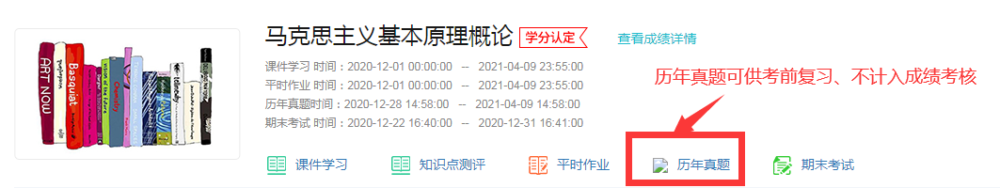 马克思主义基本原理概论 学分认定 查看成绩详情
课件学习 时间：2020-12-01 00:00:00 -- 2021-04-09 23:55:00
平时作业 时间：2020-12-01 00:00:00 -- 2021-04-09 23:55:00
历年真题时间：2020-12-28 14:58:00 -- 2021-04-09 14:58:00
期末考试 时间：2020-12-22 16:40:00 -- 2020-12-31 16:41:00
历年真题可供考前复习、不计入成绩考核
课件学习 知识点测评 平时作业 历年真题 期末考试
ART NOW
Basquiat